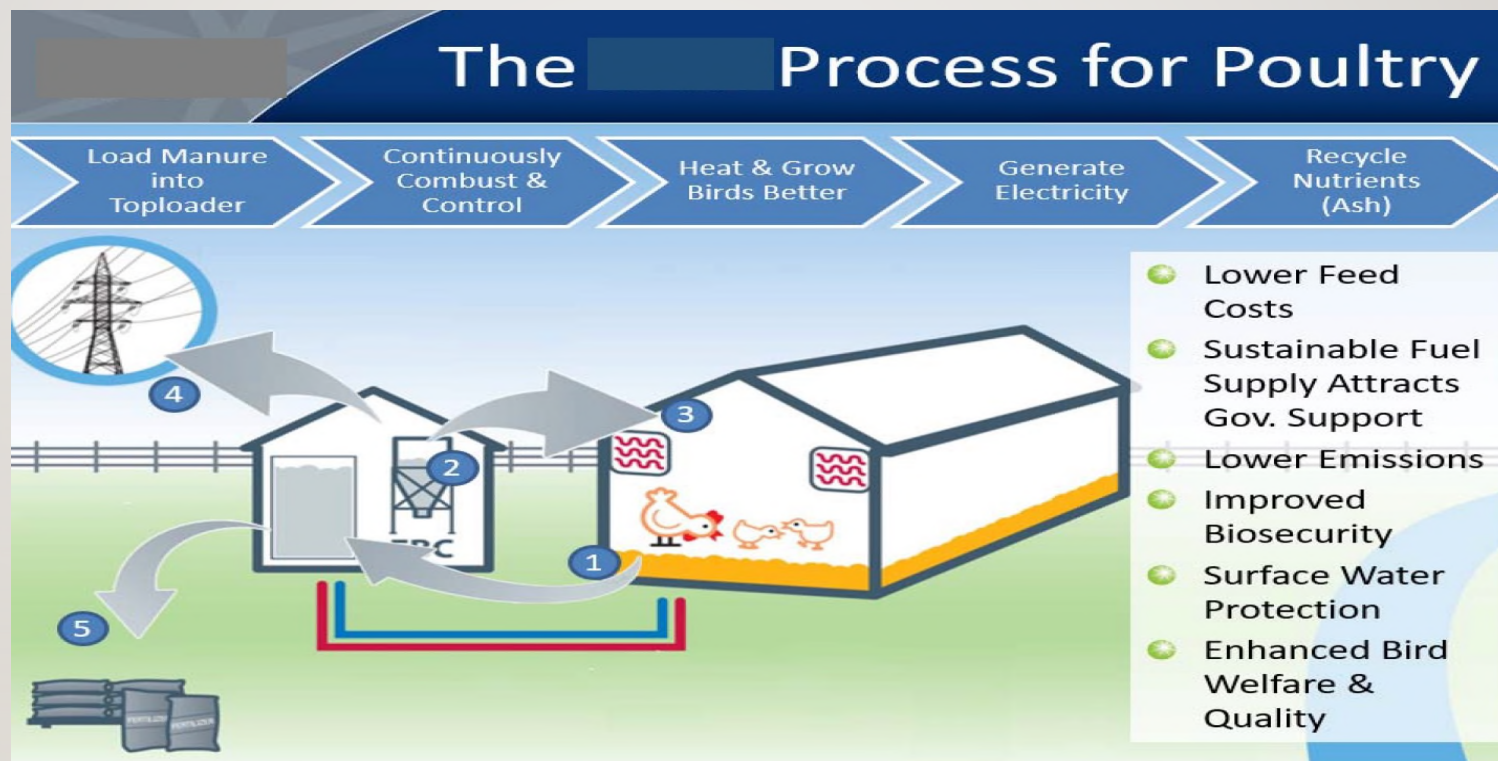 The Process for Poultry
Load Manure
into
Toploader
Continuously
Combust &
Control
Heat & Grow
Birds Better
Generate
Electricity
Recycle
Nutrients
(Ash)
4
3
2
1
5
FERTILIZER
FERTILIZER
Lower Feed
Costs
Sustainable Fuel
Supply Attracts
Gov. Support
Lower Emissions
Improved
Biosecurity
Surface Water
Protection
Enhanced Bird
Welfare &
Quality